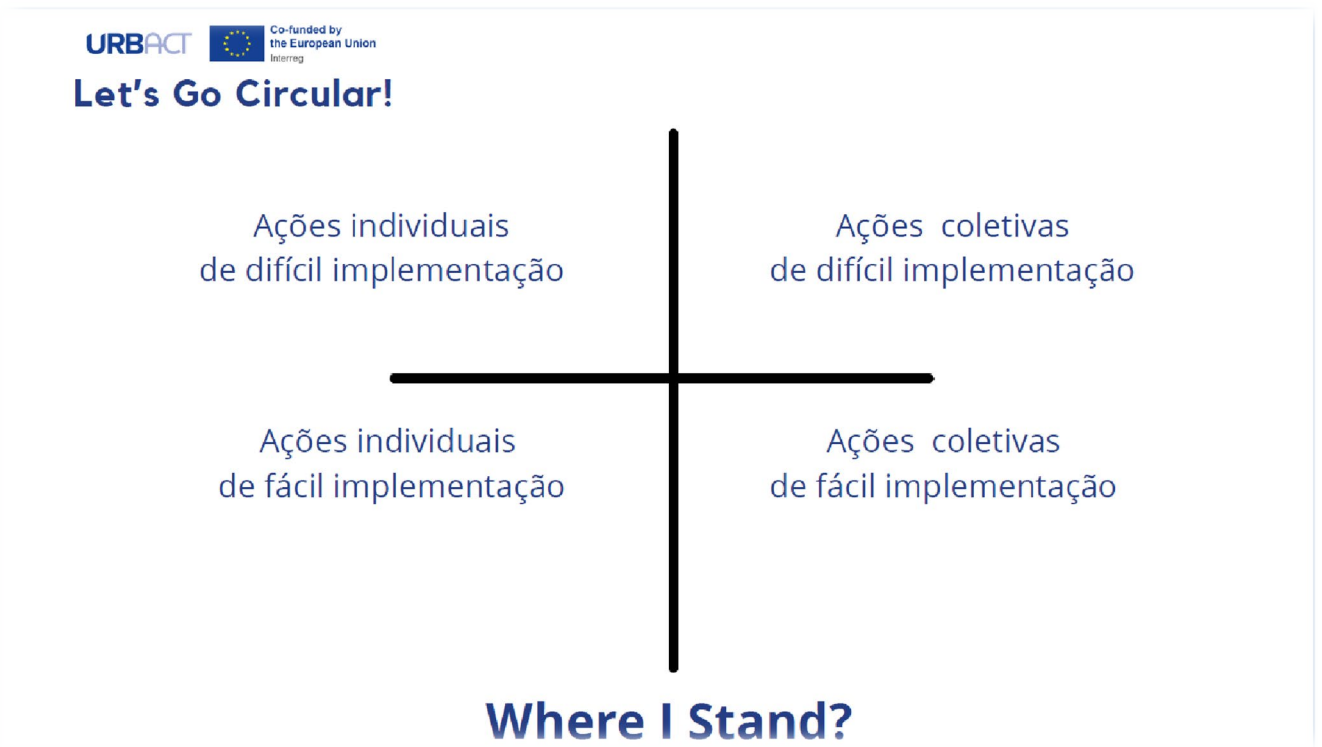 URBACT
Co-funded by
the European Union
Interreg
Let's Go Circular!
Ações individuais
de difícil implementação
Ações coletivas
de difícil implementação
Ações individuais
de fácil implementação
Ações coletivas
de fácil implementação
Where I Stand?